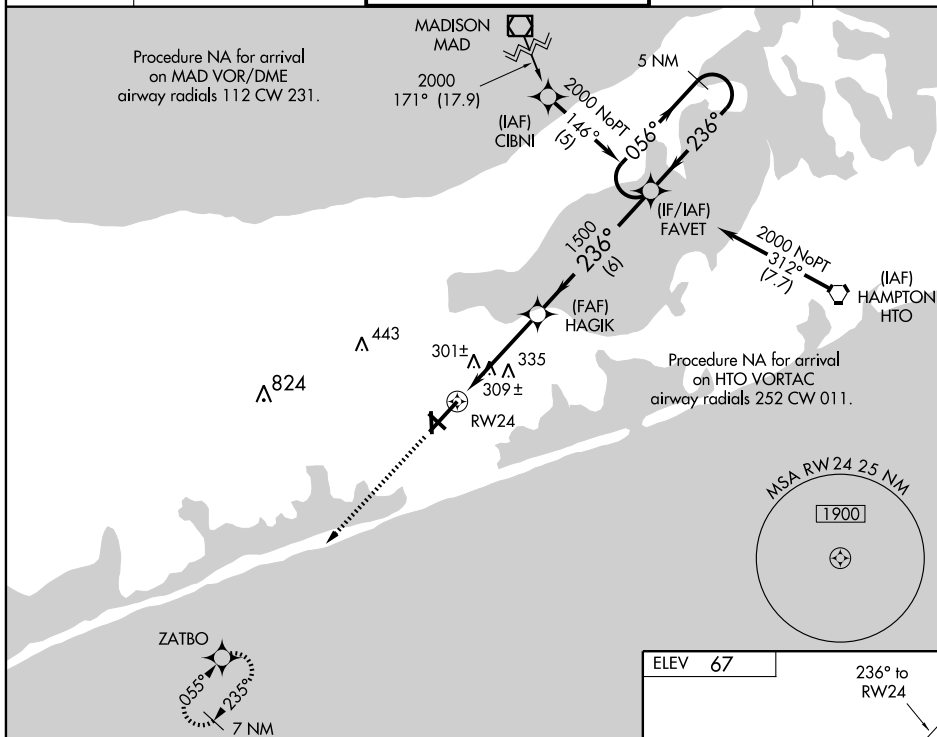 MADISON
MAD
Procedure NA for arrival
on MAD VOR/DME
airway radials 112 CW 231.
2000
171° (17.9)
(IAF)
CIBNI
2000 NoPT
146°
(5)
5 NM
056°
236°
(IF/IAF)
FAVET
1500
236°
(6)
2000 NoPT
312°
(7.7)
(IAF)
HAMPTON
HTO
(FAF)
HAGIK
443
301±
335
309±
824
RW24
Procedure NA for arrival
on HTO VORTAC
airway radials 252 CW 011.
MSA RW24 25 NM
1900
ZATBO
055°
235°
7 NM
ELEV 67
236° to
RW24